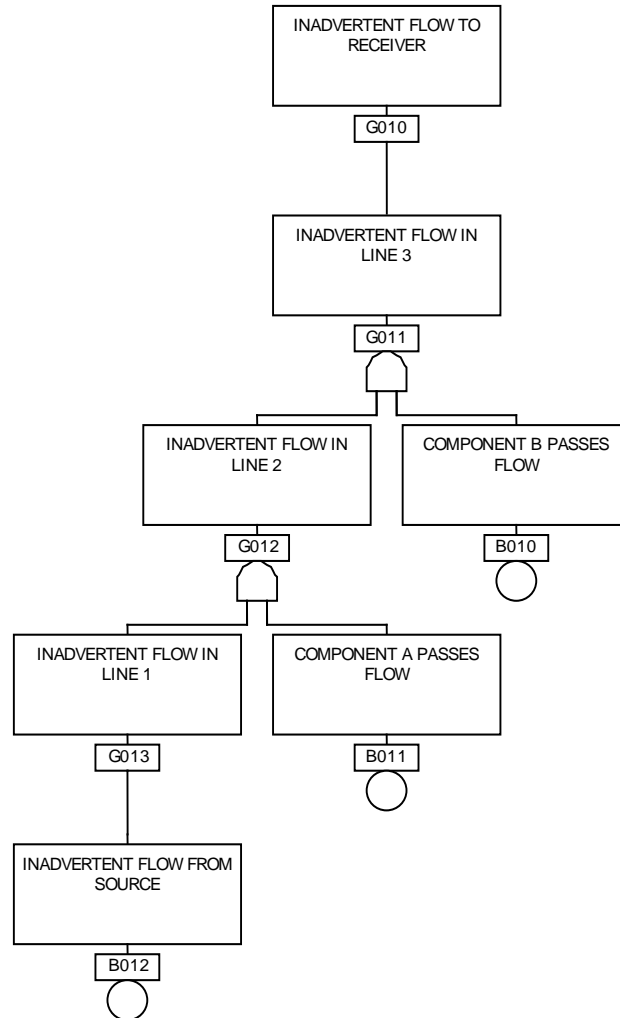 INADVERTENT FLOW TO
RECEIVER
G010
INADVERTENT FLOW IN
LINE 3
G011
INADVERTENT FLOW IN
LINE 2
COMPONENT B PASSES
FLOW
G012
B010
INADVERTENT FLOW IN
LINE 1
COMPONENT A PASSES
FLOW
G013
B011
INADVERTENT FLOW FROM
SOURCE
B012